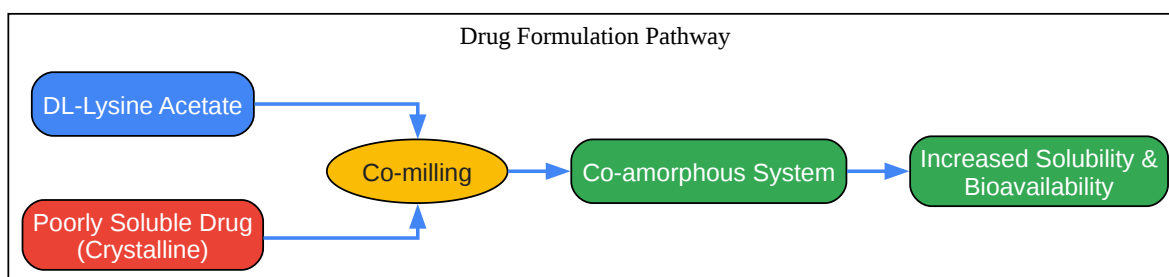 Drug Formulation Pathway
DL-Lysine Acetate
Poorly Soluble Drug
(Crystalline)
Co-milling
Co-amorphous System
Increased Solubility &
Bioavailability